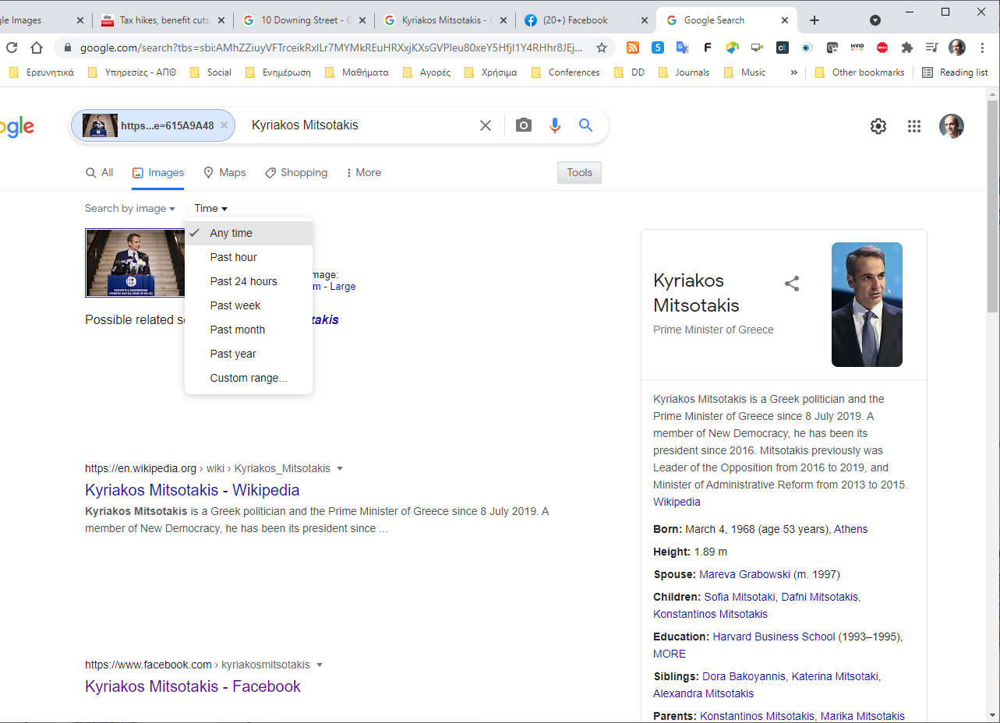 gle Images
Tax hikes, benefit cuts,
10 Downing Street - G
Kyriakos Mitsotakis - G
(20+) Facebook
Google Search
google.com/search?tbs=sbi:AMhZZiuyVFTrceikRxlLr7MYMkREuHRXxjKXsGVPIeu80xeY5Hfjl1Y4RHhr8JEj...
Ερευνητικά
Υπηρεσίες - ΑΠΘ
Social
Ενημέρωση
Μαθήματα
Αγορές
Χρήσιμα
Conferences
DD
Journals
Music
»
Other bookmarks
Reading list
ogle
https...e=615A9A48
Kyriakos Mitsotakis
All
Images
Maps
Shopping
More
Tools
Search by image
Time
Any time
Past hour
Past 24 hours
Past week
Past month
Past year
Custom range...
mage:
m - Large
Possible related se
takis
https://en.wikipedia.org › wiki › Kyriakos_Mitsotakis
Kyriakos Mitsotakis - Wikipedia
Kyriakos Mitsotakis is a Greek politician and the Prime Minister of Greece since 8 July 2019. A
member of New Democracy, he has been its president since ...
https://www.facebook.com › kyriakosmitsotakis
Kyriakos Mitsotakis - Facebook
Kyriakos
Mitsotakis
Prime Minister of Greece
Kyriakos Mitsotakis is a Greek politician and the
Prime Minister of Greece since 8 July 2019. A
member of New Democracy, he has been its
president since 2016. Mitsotakis previously was
Leader of the Opposition from 2016 to 2019, and
Minister of Administrative Reform from 2013 to 2015.
Wikipedia
Born: March 4, 1968 (age 53 years), Athens
Height: 1.89 m
Spouse: Mareva Grabowski (m. 1997)
Children: Sofia Mitsotaki, Dafni Mitsotakis,
Konstantinos Mitsotakis
Education: Harvard Business School (1993–1995),
MORE
Siblings: Dora Bakoyannis, Katerina Mitsotaki,
Alexandra Mitsotakis
Parents: Konstantinos Mitsotakis, Marika Mitsotakis